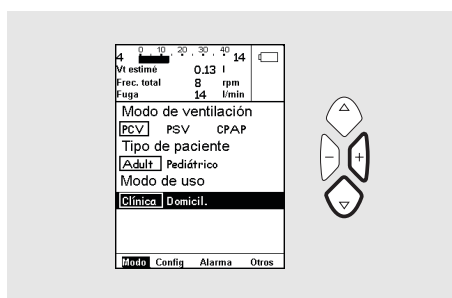 0 10 20 30 40
4 14
Vt estimé 0.13 l
Frec. total 8 rpm
Fuga 14 l/min
Modo de ventilación
PCV PSV CPAP
Tipo de paciente
Adult Pediátrico
Modo de uso
Clínica Domicil.
Modo Config Alarma Otros
- +